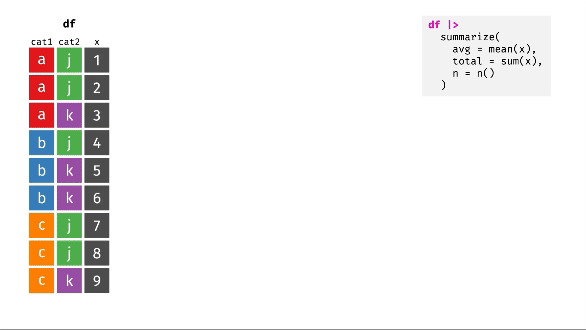 df
cat1 cat2 x
a j 1
a j 2
a k 3
b j 4
b k 5
b k 6
c j 7
c j 8
c k 9
df |>
  summarize(
    avg = mean(x),
    total = sum(x),
    n = n()
  )